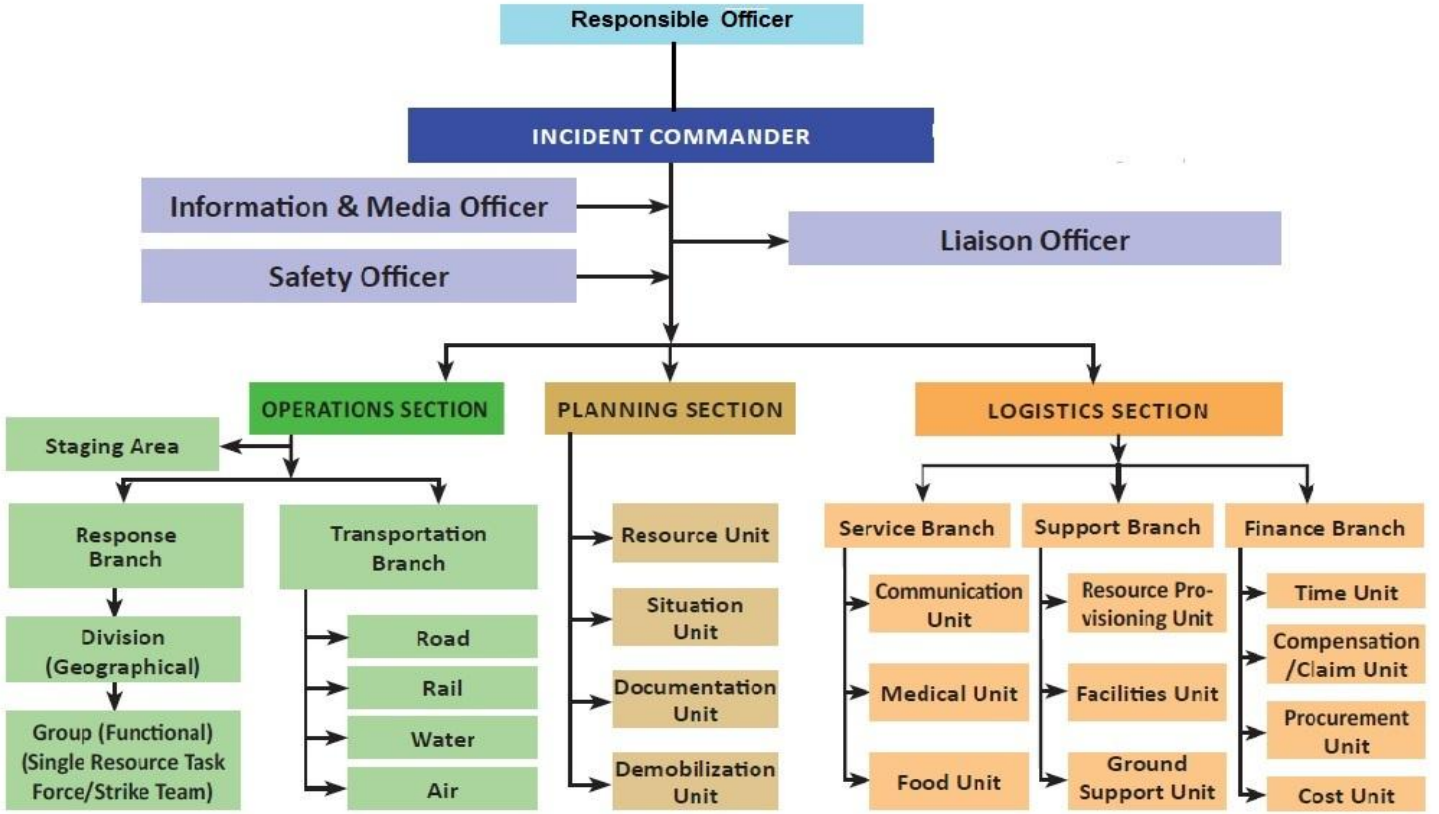 Responsible Officer
INCIDENT COMMANDER
Information & Media Officer
Liaison Officer
Safety Officer
OPERATIONS SECTION
PLANNING SECTION
LOGISTICS SECTION
Staging Area
Response
Branch
Transportation
Branch
Division
(Geographical)
Group (Functional)
(Single Resource Task
Force/Strike Team)
Road
Rail
Water
Air
Resource Unit
Situation
Unit
Documentation
Unit
Demobilization
Unit
Service Branch
Support Branch
Finance Branch
Communication
Unit
Medical Unit
Food Unit
Resource Pro-
visioning Unit
Facilities Unit
Ground
Support Unit
Time Unit
Compensation
/Claim Unit
Procurement
Unit
Cost Unit